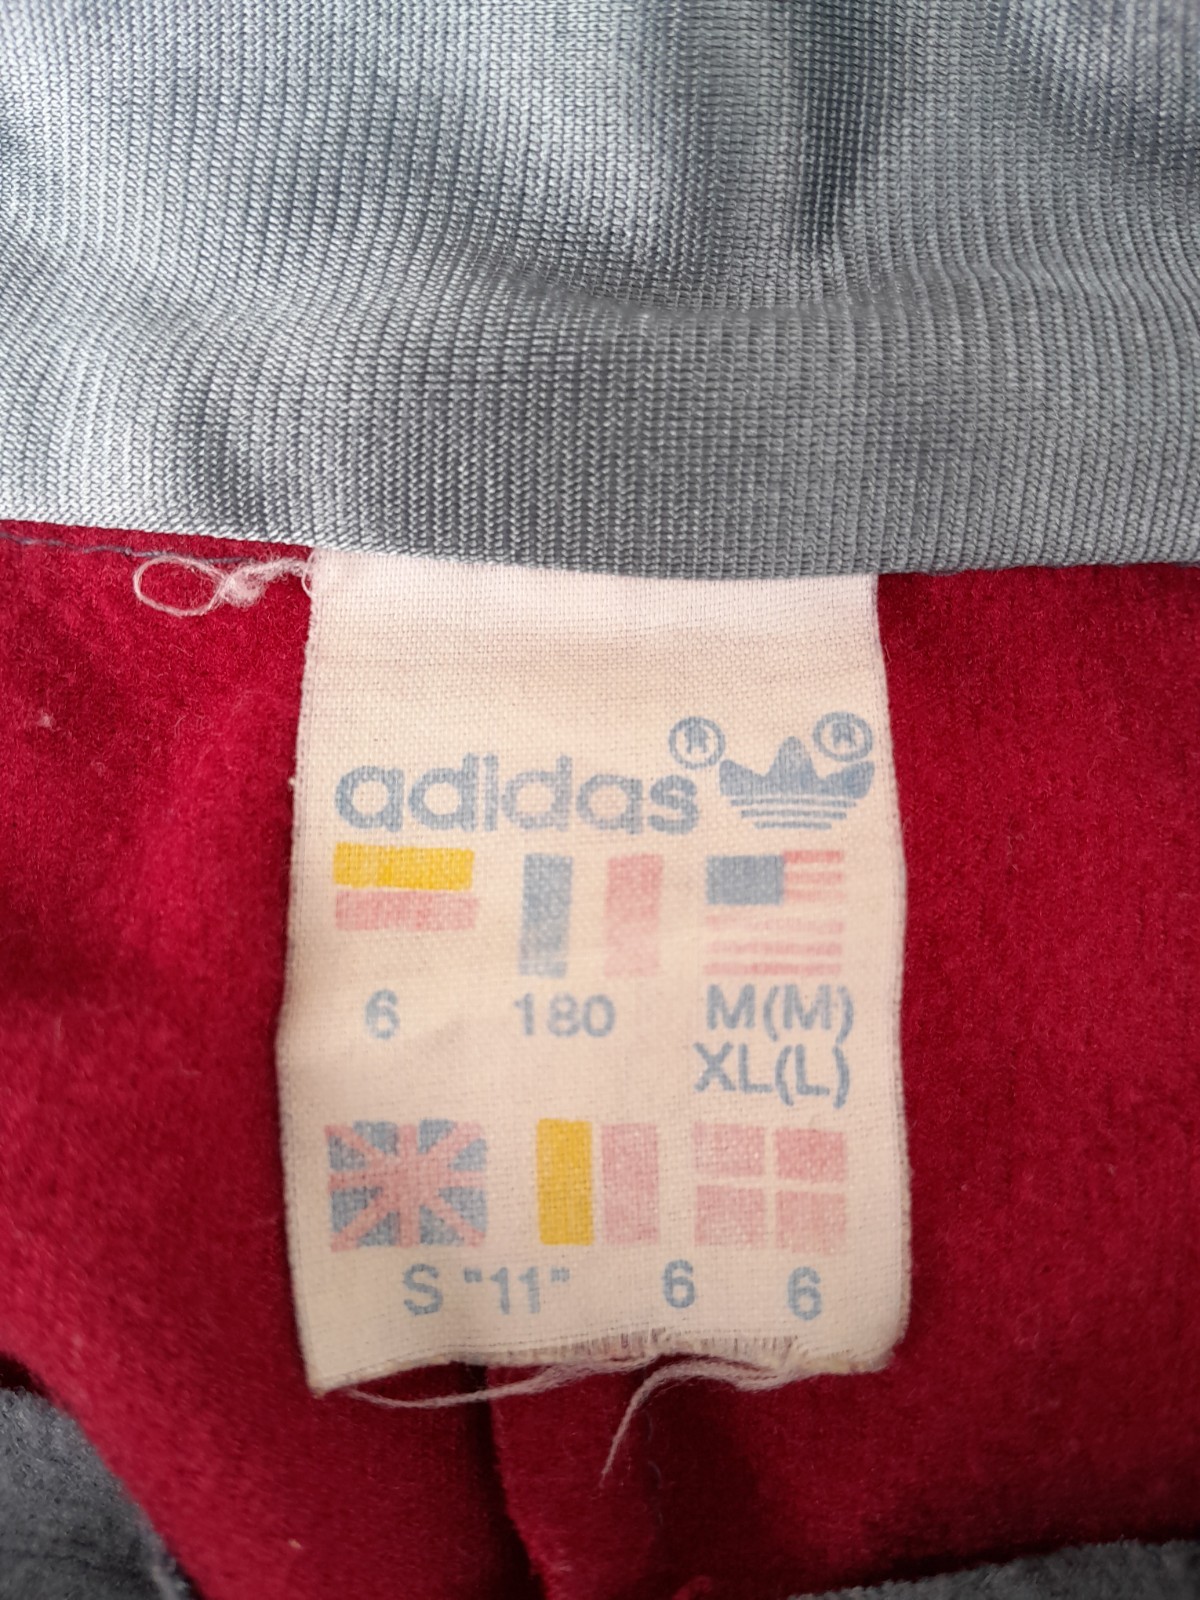 adidas® ®
6 180 M(M)
XL(L)
S "11" 6 6